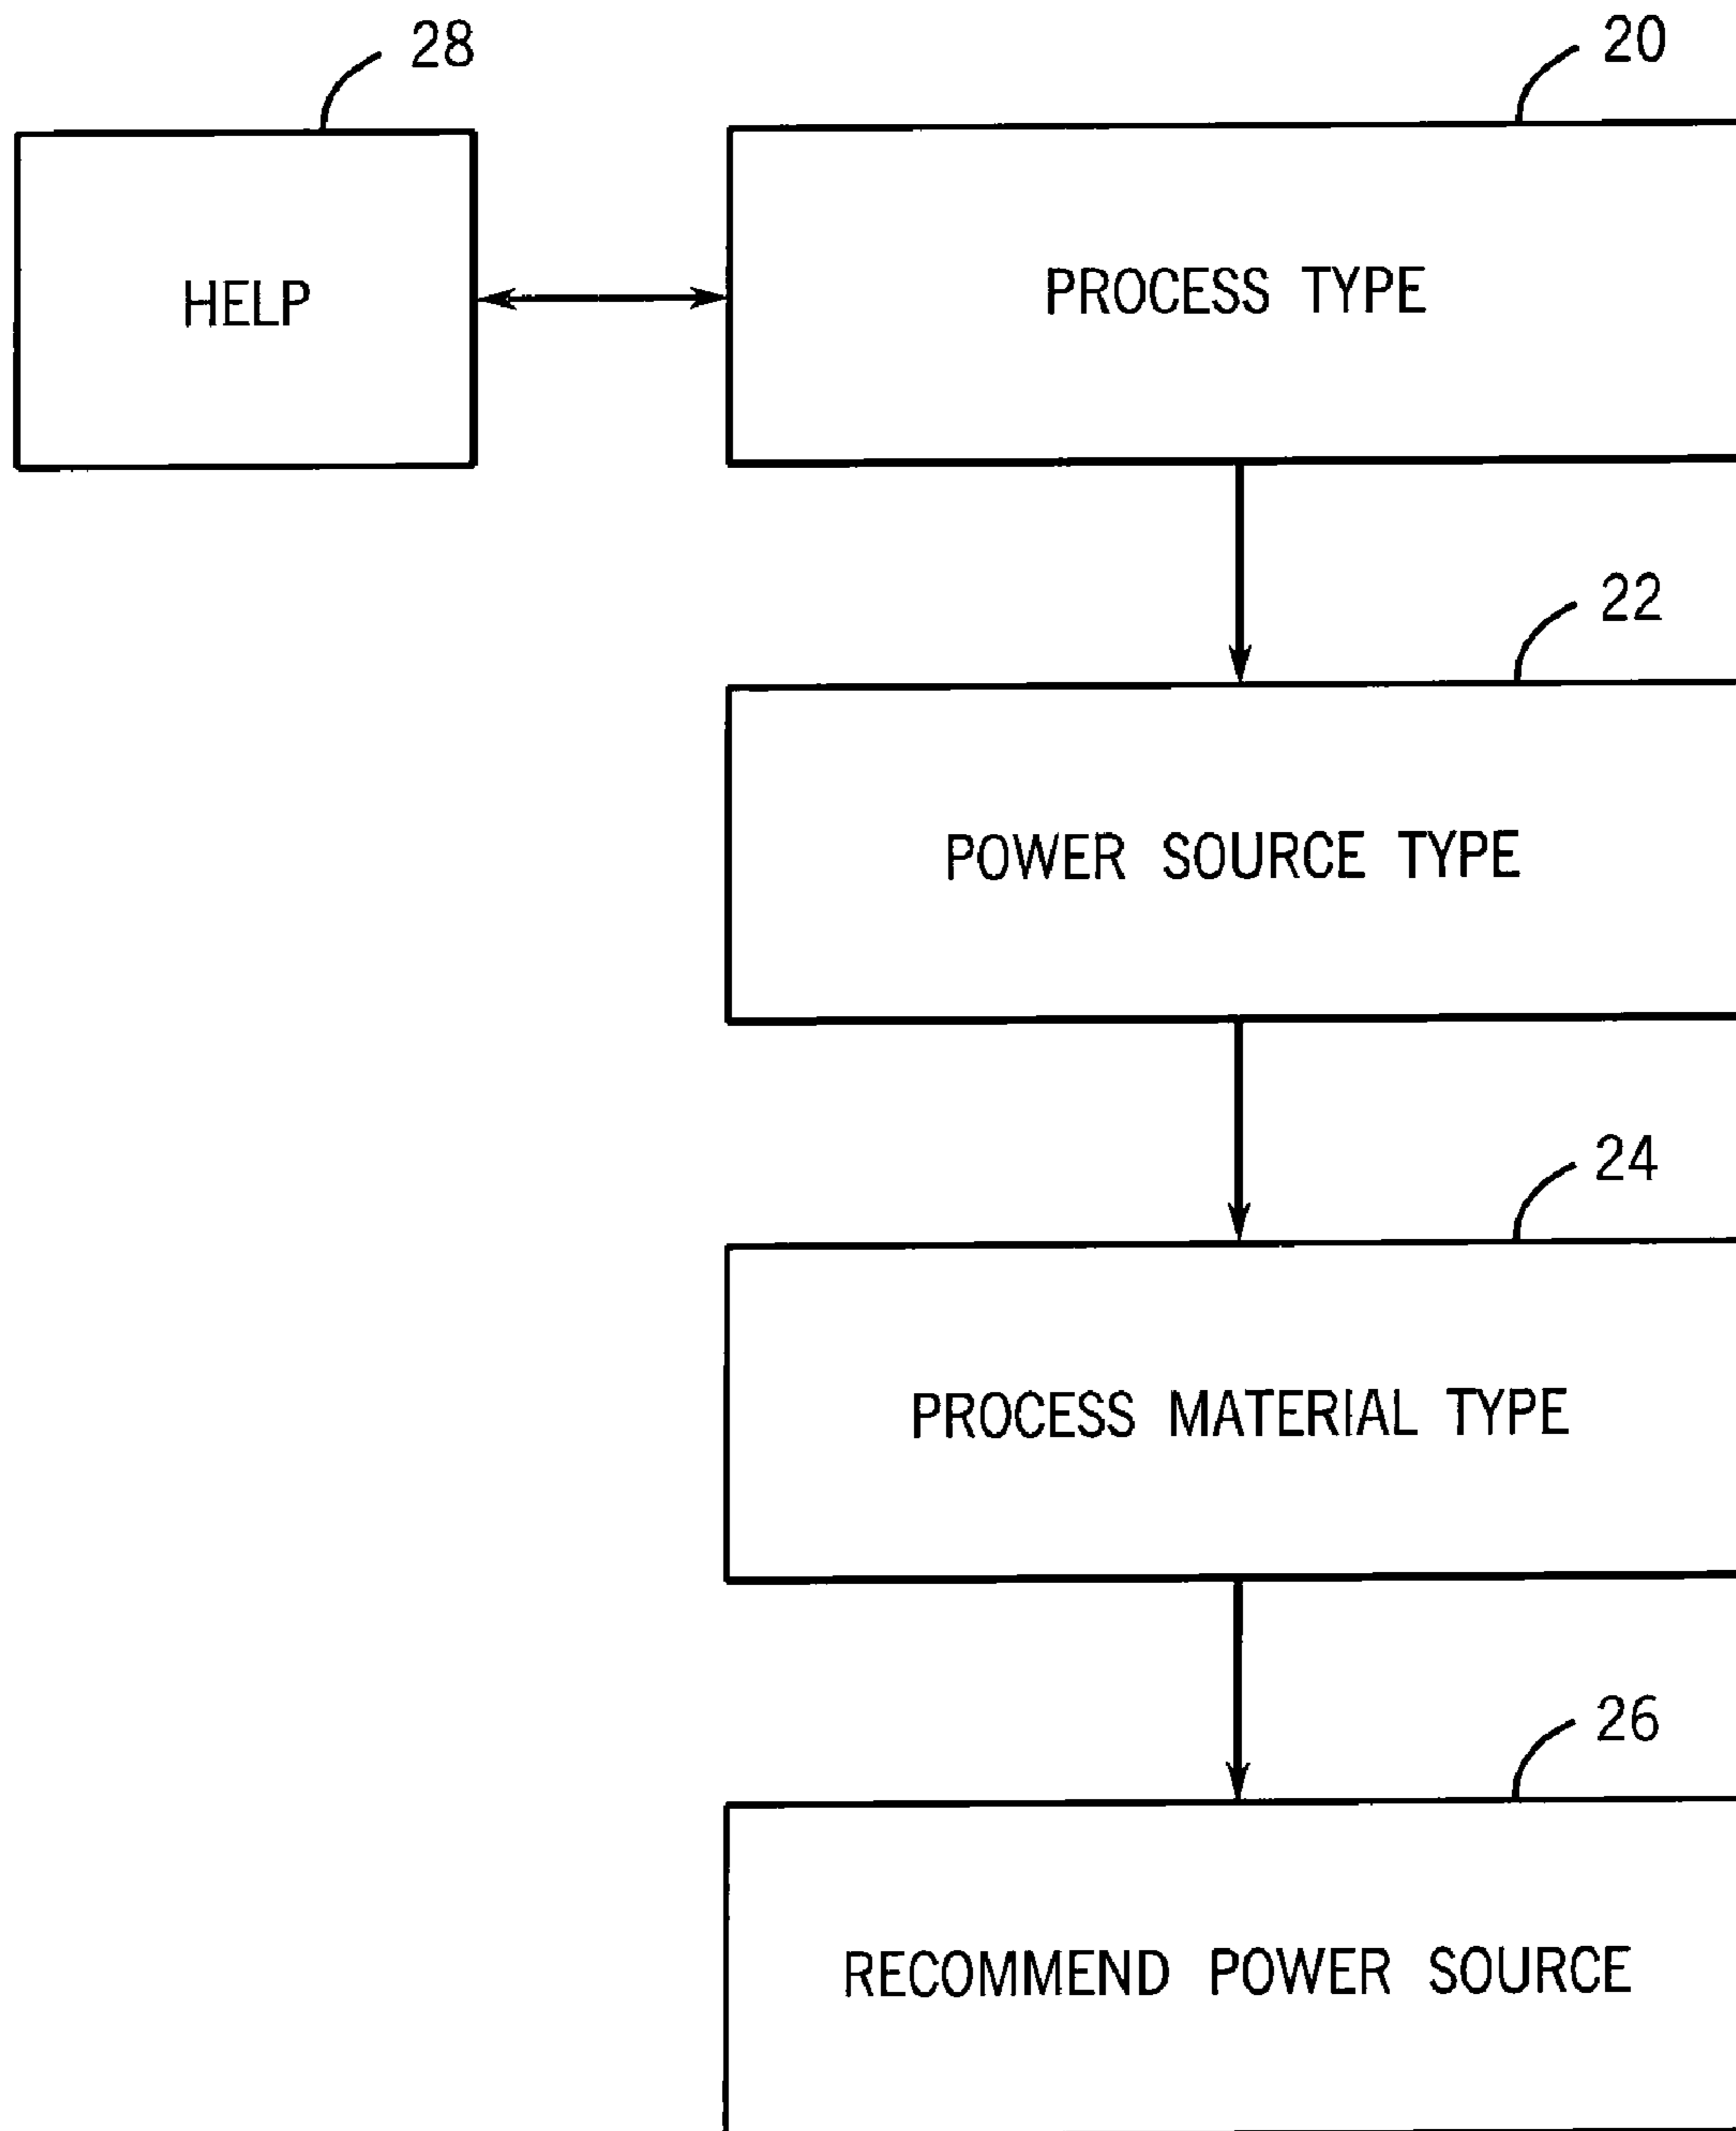 28
20
HELP
PROCESS TYPE
22
POWER SOURCE TYPE
24
PROCESS MATERIAL TYPE
26
RECOMMEND POWER SOURCE